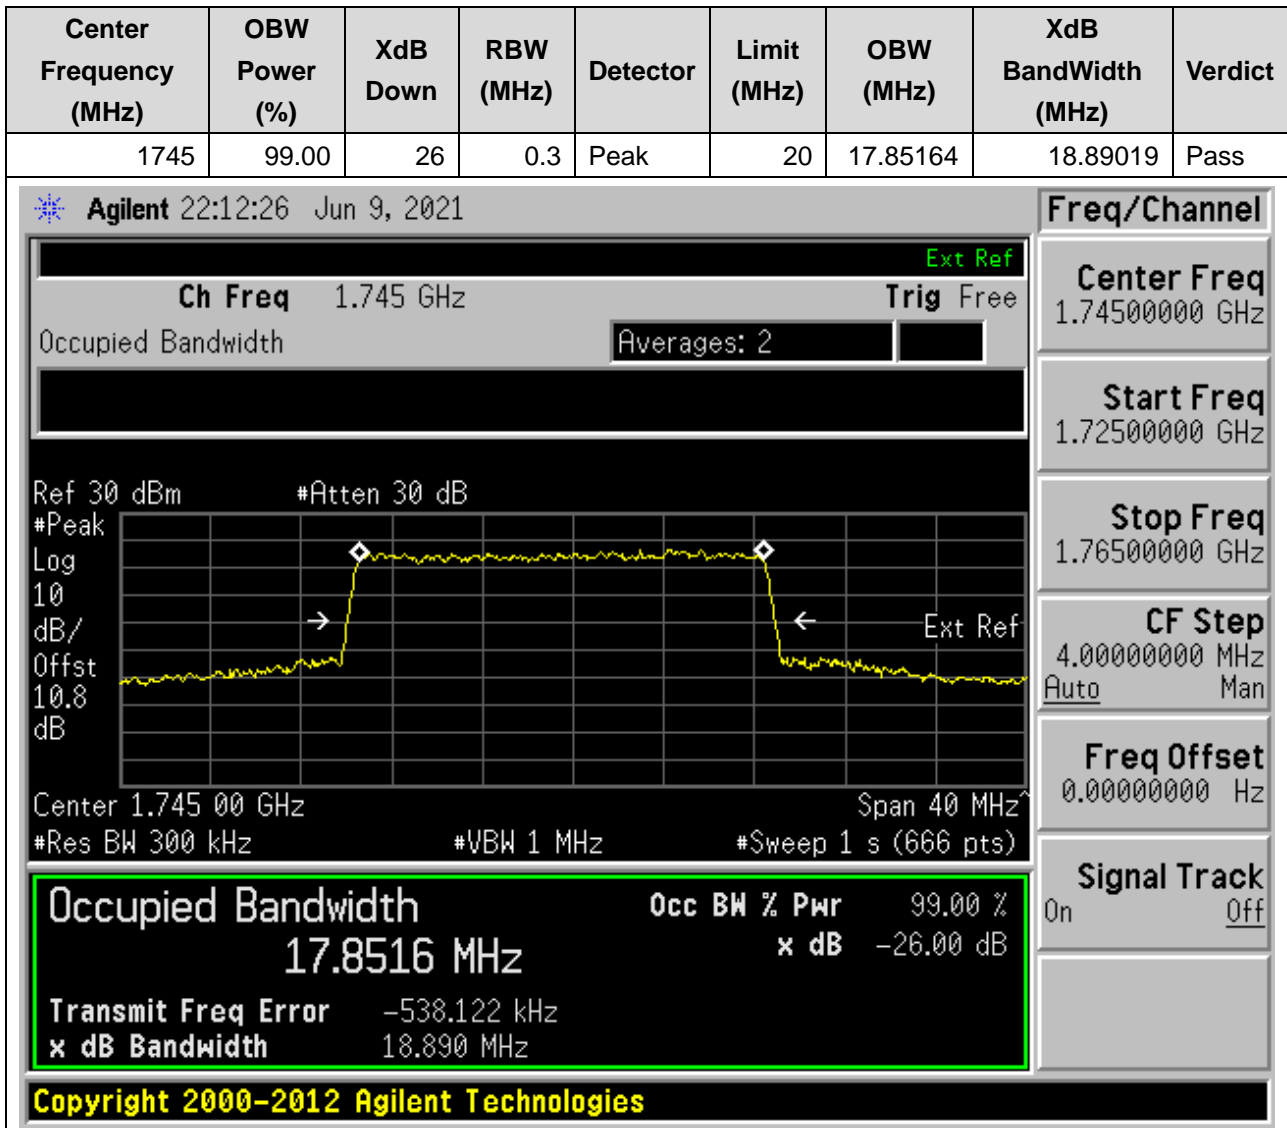 Center Frequency (MHz) OBW Power (%) XdB Down RBW (MHz) Detector Limit (MHz) OBW (MHz) XdB BandWidth (MHz) Verdict
1745 99.00 26 0.3 Peak 20 17.85164 18.89019 Pass
Agilent 22:12:26 Jun 9, 2021
Freq/Channel
Ext Ref
Ch Freq 1.745 GHz Trig Free
Occupied Bandwidth Averages: 2
Center Freq
1.74500000 GHz
Start Freq
1.72500000 GHz
Stop Freq
1.76500000 GHz
CF Step
4.00000000 MHz
Auto Man
Freq Offset
0.00000000 Hz
Signal Track
On Off
Ref 30 dBm #Atten 30 dB
#Peak
Log
10
dB/
Offst
10.8
dB
Ext Ref
Center 1.745 00 GHz Span 40 MHz^
#Res BW 300 kHz #VBW 1 MHz #Sweep 1 s (666 pts)
Occupied Bandwidth
17.8516 MHz
Occ BW % Pwr 99.00 %
x dB -26.00 dB
Transmit Freq Error -538.122 kHz
x dB Bandwidth 18.890 MHz
Copyright 2000-2012 Agilent Technologies